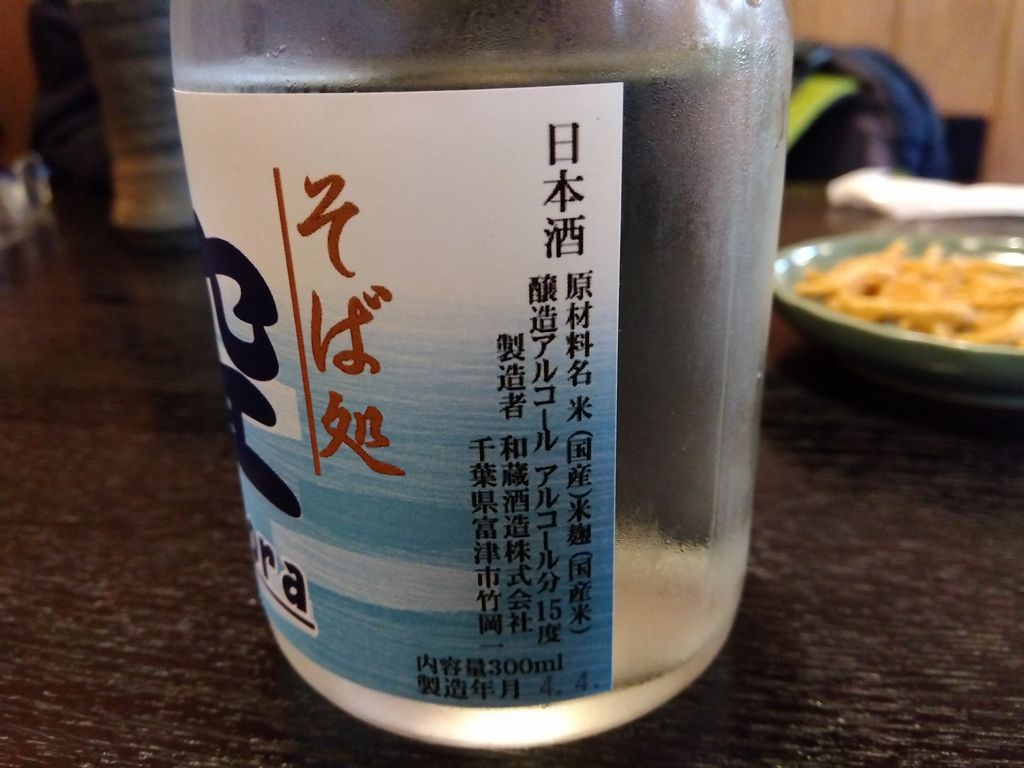 日本酒
原材料名 米(国産)米麹(国産米)
醸造アルコール アルコール分15度
製造者 和蔵酒造株式会社
千葉県富津市竹岡一
内容量300ml
製造年月 4. 4.
そば処
空
ra